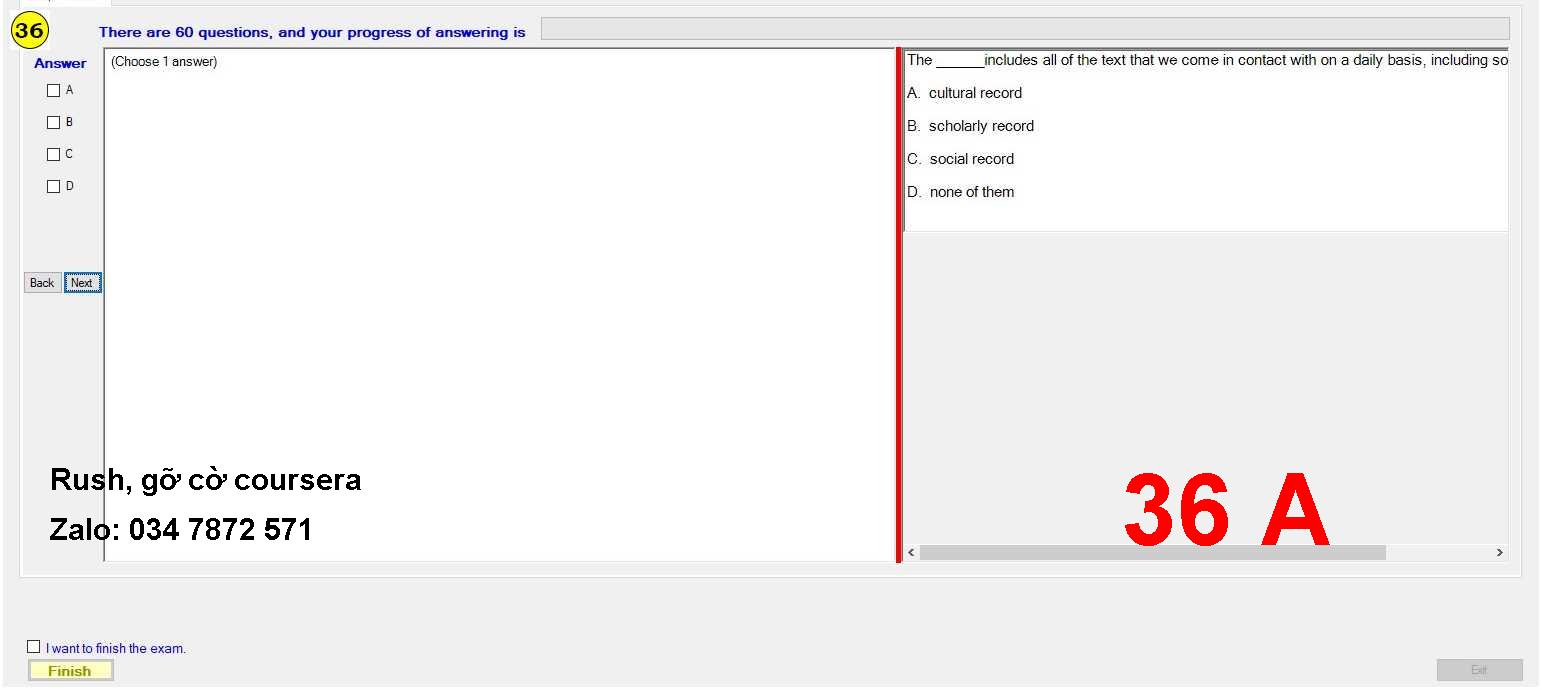 36
There are 60 questions, and your progress of answering is
Answer
(Choose 1 answer)
A
B
C
D
Back
Next
The ______includes all of the text that we come in contact with on a daily basis, including so
A. cultural record
B. scholarly record
C. social record
D. none of them
Rush, gỡ cờ coursera
Zalo: 034 7872 571
36 A
I want to finish the exam.
Finish
Exit